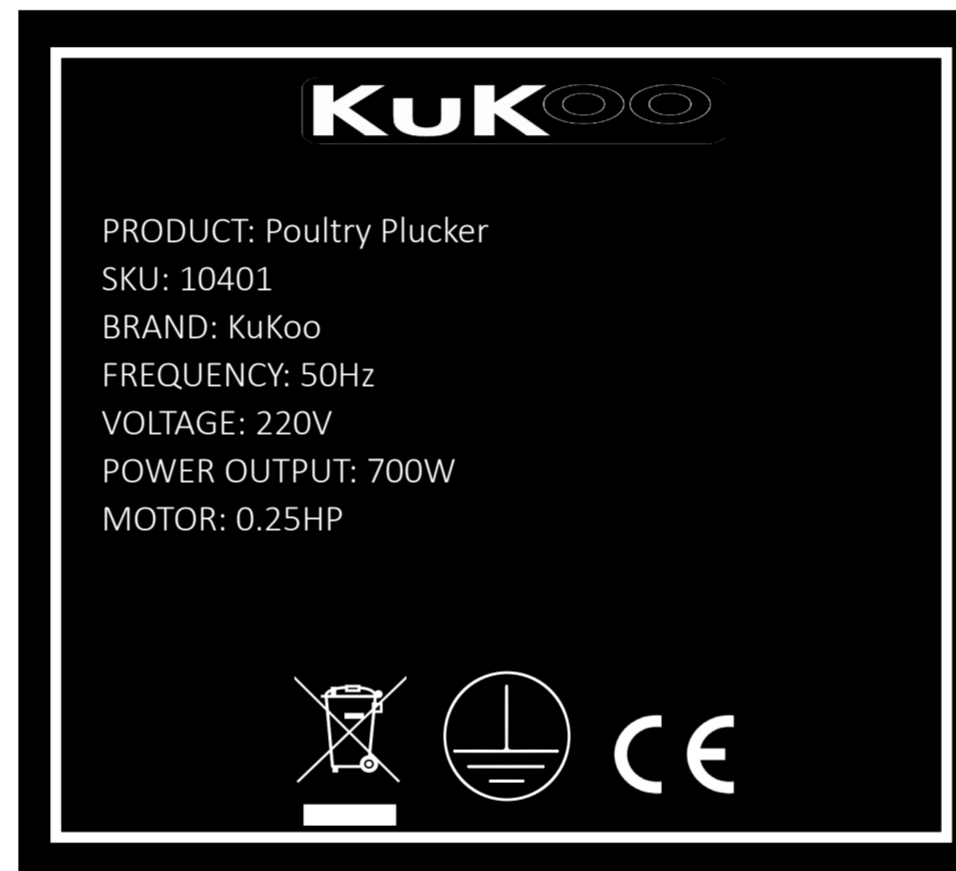 KuKoo
PRODUCT: Poultry Plucker
SKU: 10401
BRAND: KuKoo
FREQUENCY: 50Hz
VOLTAGE: 220V
POWER OUTPUT: 700W
MOTOR: 0.25HP
CE